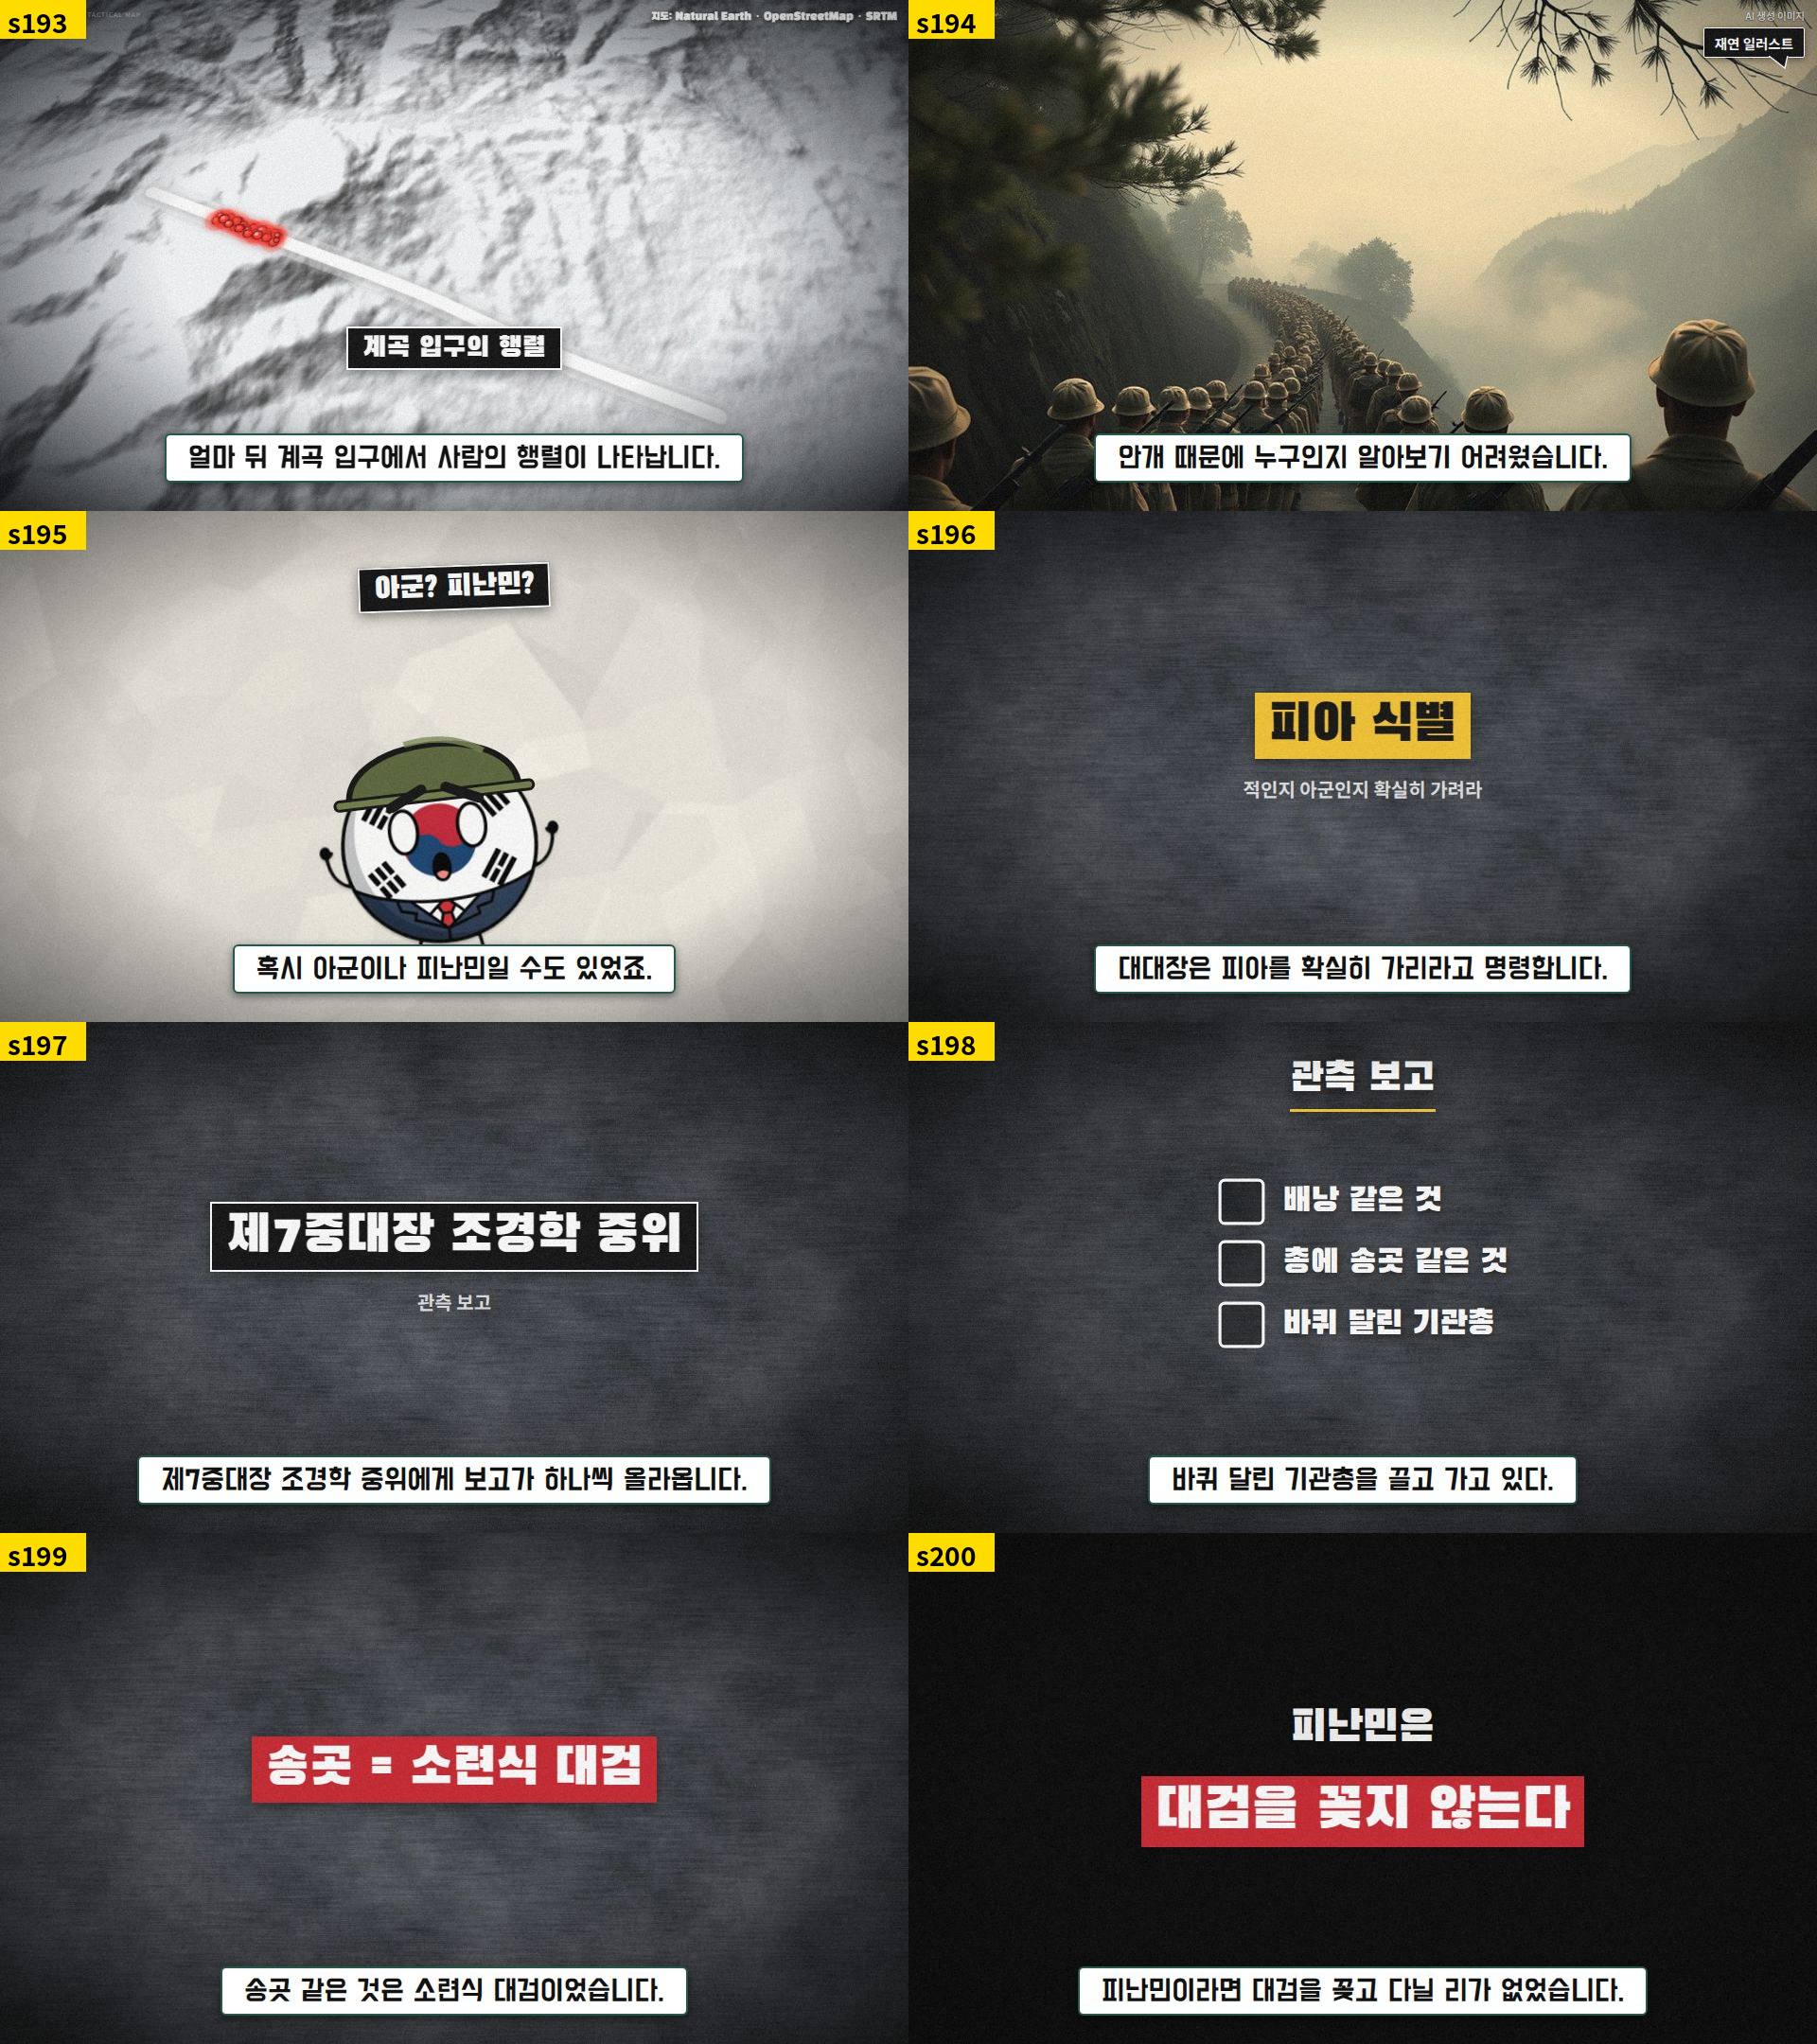 s193
TACTICAL MAP
지도: Natural Earth · OpenStreetMap · SRTM
계곡 입구의 행렬
얼마 뒤 계곡 입구에서 사람의 행렬이 나타납니다.
s194
AI 생성 이미지
재연 일러스트
안개 때문에 누구인지 알아보기 어려웠습니다.
s195
아군? 피난민?
혹시 아군이나 피난민일 수도 있었죠.
s196
피아 식별
적인지 아군인지 확실히 가려라
대대장은 피아를 확실히 가리라고 명령합니다.
s197
제7중대장 조경학 중위
관측 보고
제7중대장 조경학 중위에게 보고가 하나씩 올라옵니다.
s198
관측 보고
배낭 같은 것
총에 송곳 같은 것
바퀴 달린 기관총
바퀴 달린 기관총을 끌고 가고 있다.
s199
송곳 = 소련식 대검
송곳 같은 것은 소련식 대검이었습니다.
s200
피난민은
대검을 꽂지 않는다
피난민이라면 대검을 꽂고 다닐 리가 없었습니다.